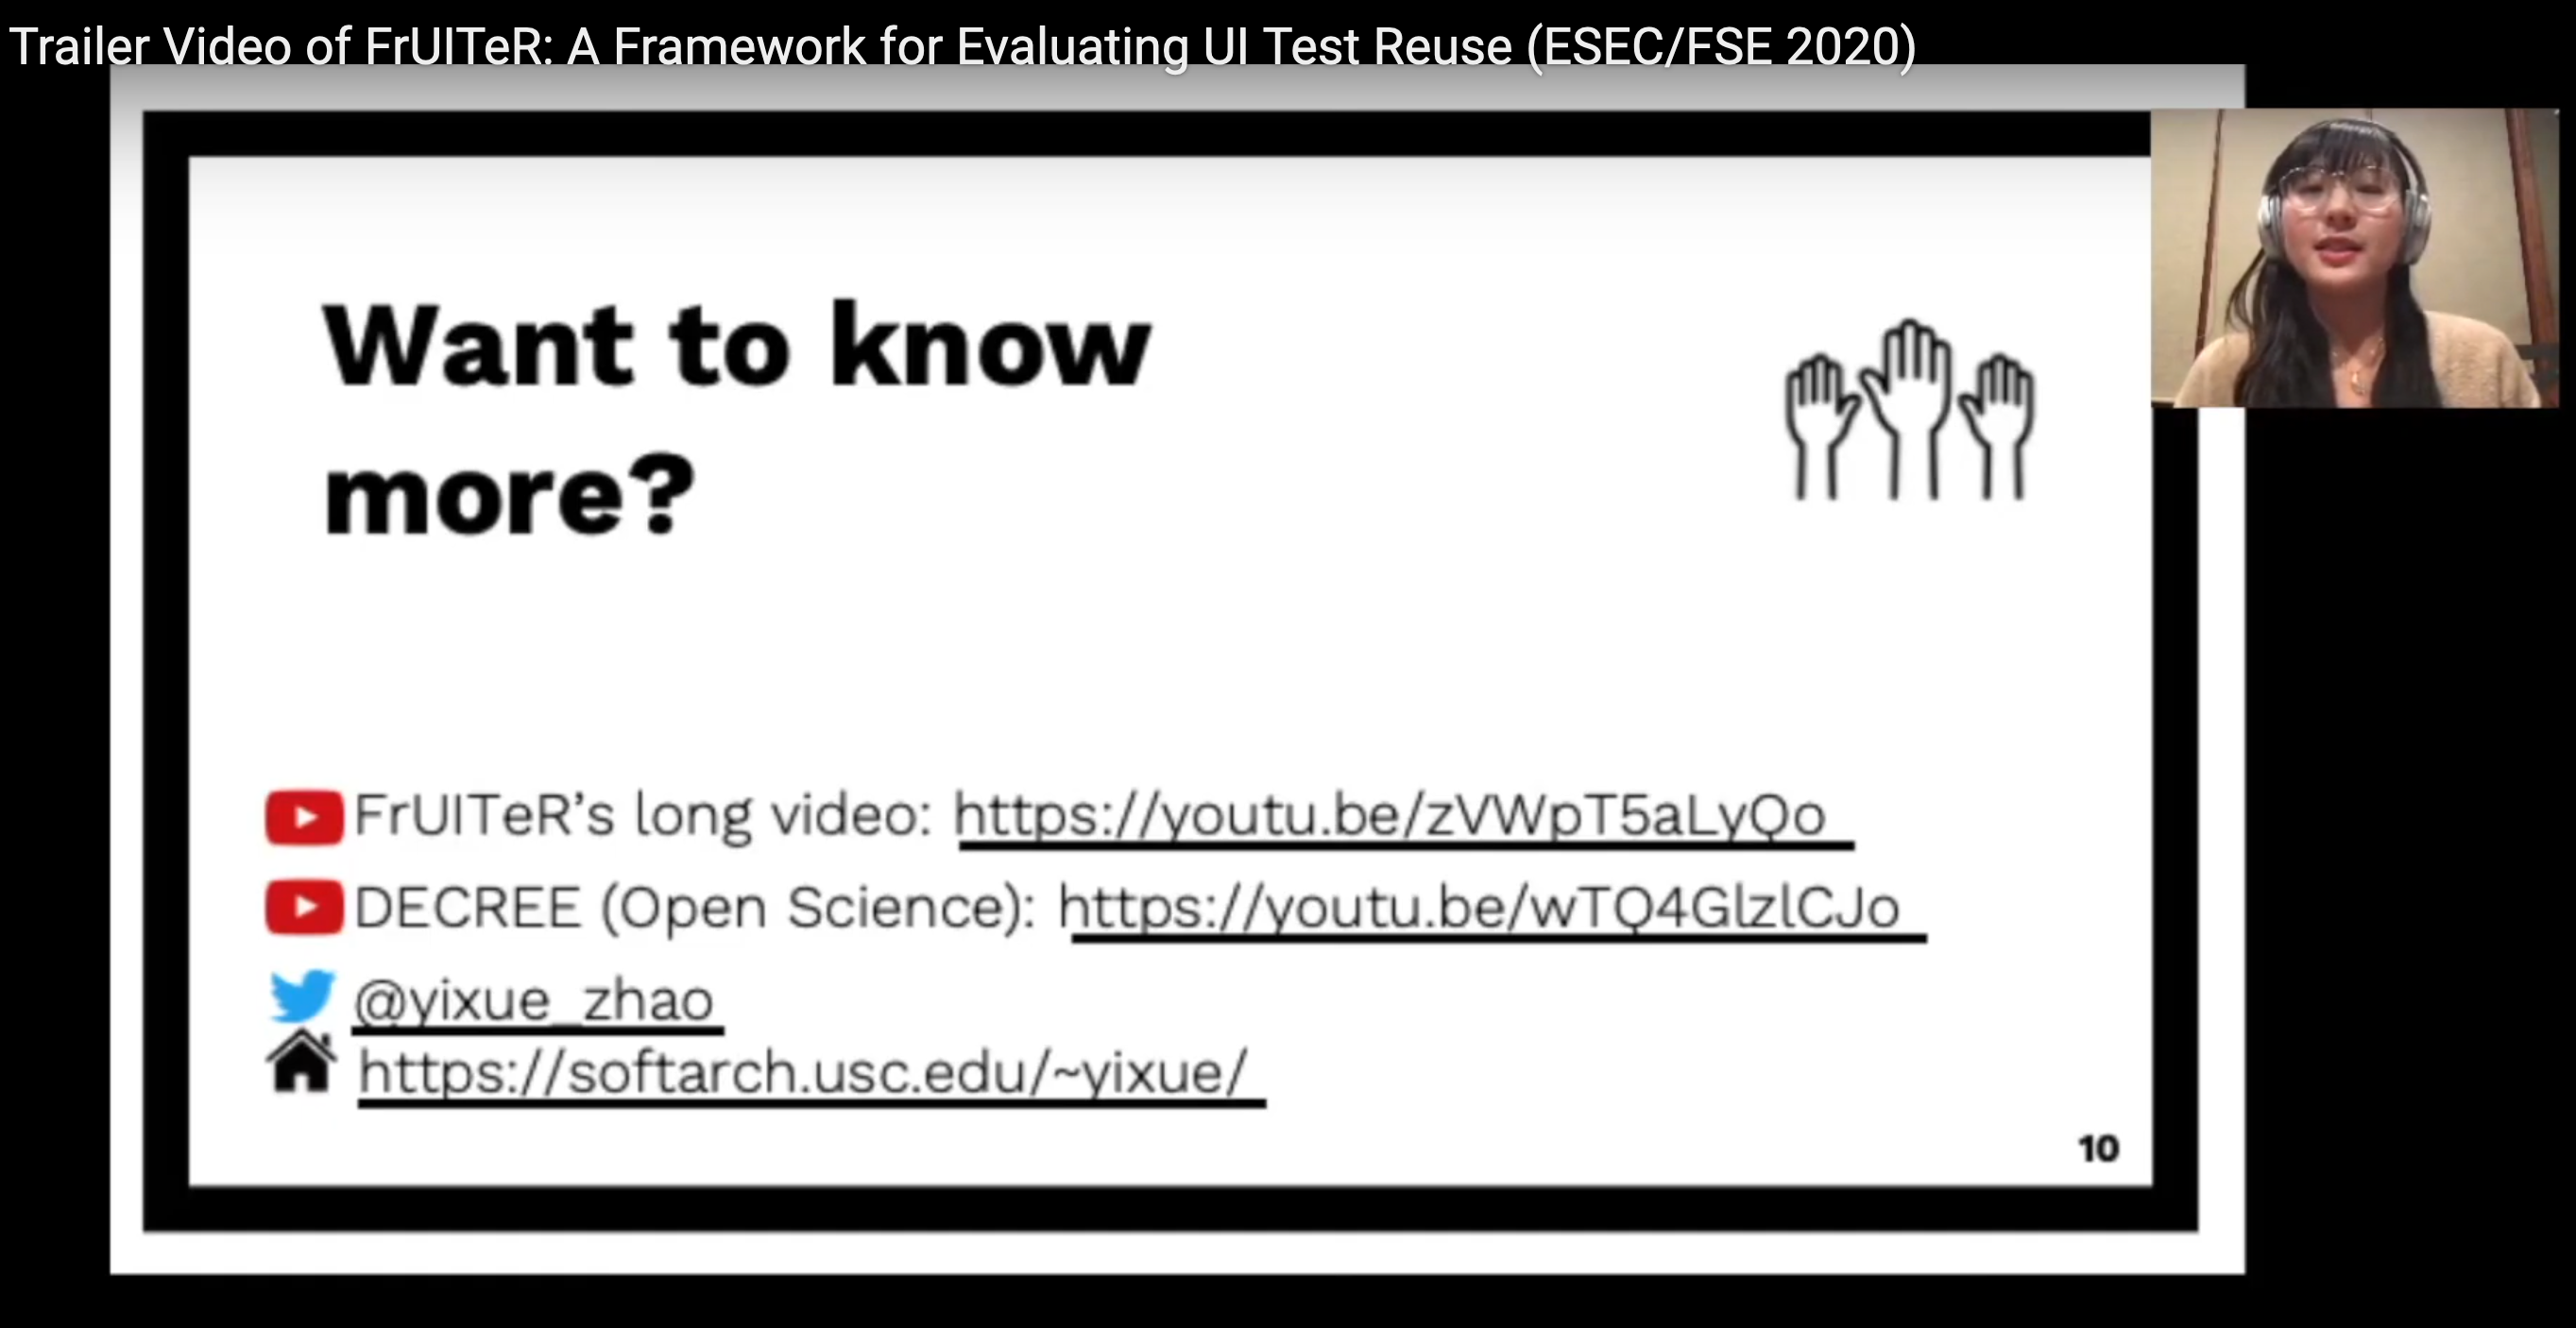 Trailer Video of FrUITeR: A Framework for Evaluating UI Test Reuse (ESEC/FSE 2020)
Want to know
more?
FrUITeR’s long video: https://youtu.be/zVWpT5aLyQo
DECREE (Open Science): https://youtu.be/wTQ4GlzlCJo
@yixue_zhao
https://softarch.usc.edu/~yixue/
10